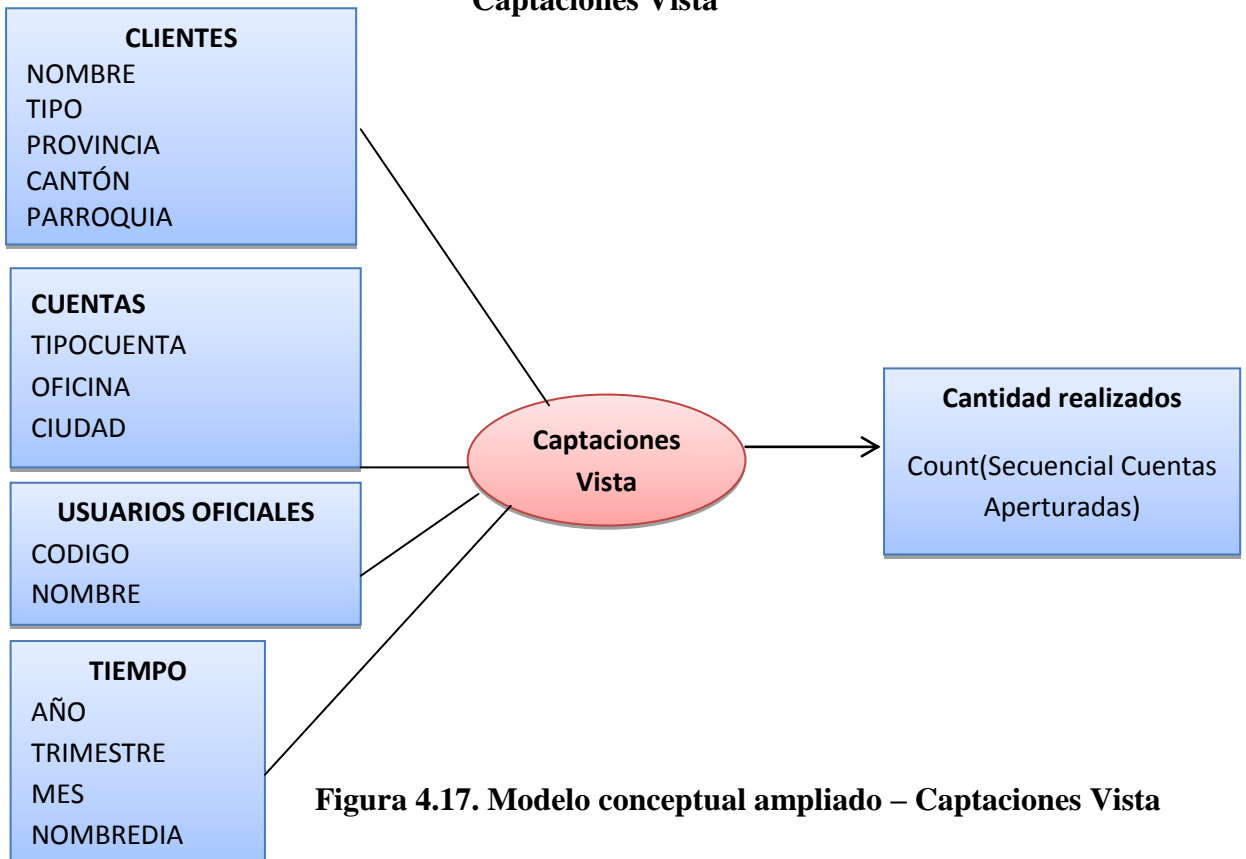 Captaciones Vista
CLIENTES
NOMBRE
TIPO
PROVINCIA
CANTÓN
PARROQUIA
CUENTAS
TIPOCUENTA
OFICINA
CIUDAD
USUARIOS OFICIALES
CODIGO
NOMBRE
TIEMPO
AÑO
TRIMESTRE
MES
NOMBREDIA
Captaciones
Vista
Cantidad realizados
Count(Secuencial Cuentas
Aperturadas)
Figura 4.17. Modelo conceptual ampliado – Captaciones Vista